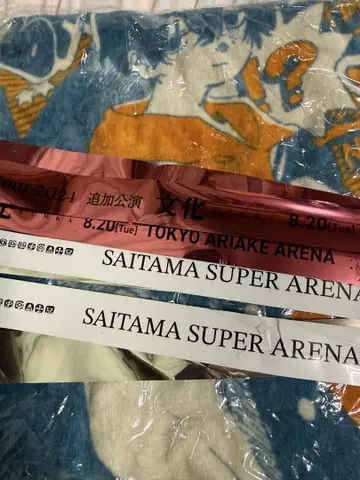 our 2024 追加公演 文化
8.20[Tue] TOKYO ARIAKE ARENA
8.20[Tue]
SAITAMA SUPER ARENA
SAITAMA SUPER ARENA